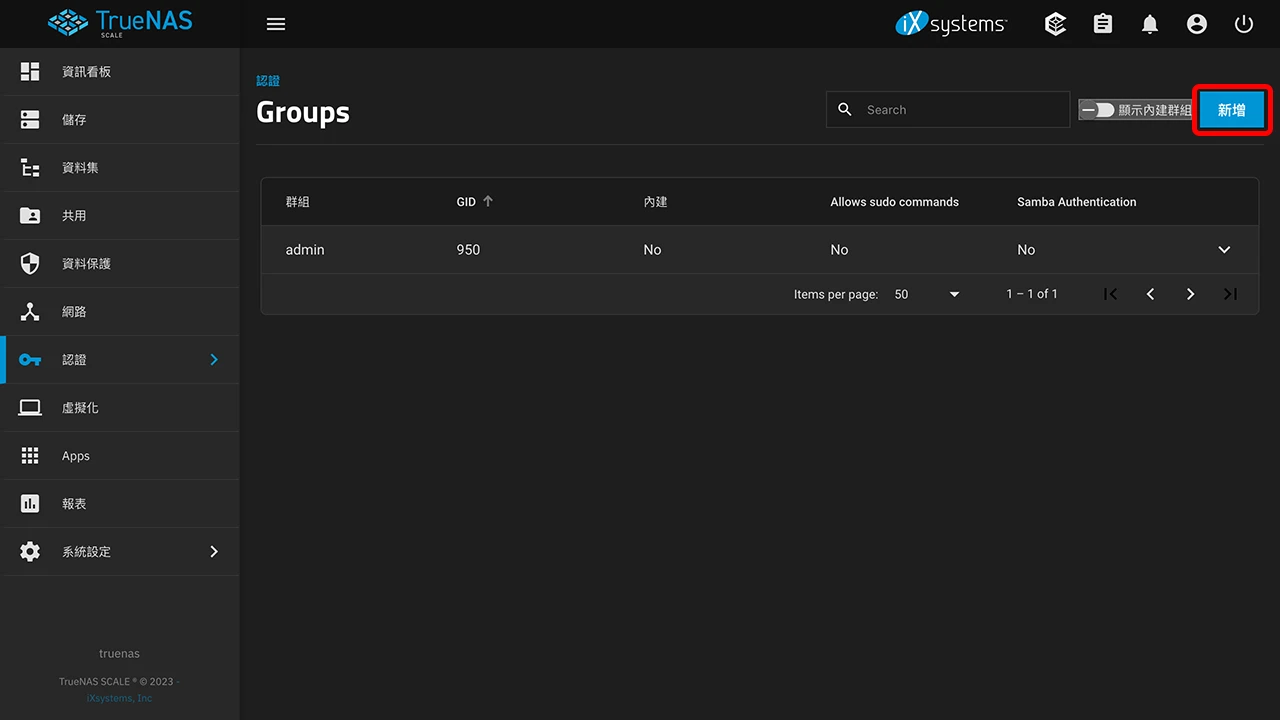 TrueNAS
SCALE
iXsystems
資訊看板
儲存
資料集
共用
資料保護
網路
認證
虛擬化
Apps
報表
系統設定
truenas
TrueNAS SCALE ® © 2023 -
iXsystems, Inc
認證
Groups
Search
顯示內建群組
新增
群組 GID 內建 Allows sudo commands Samba Authentication
admin 950 No No No
Items per page: 50 1 – 1 of 1